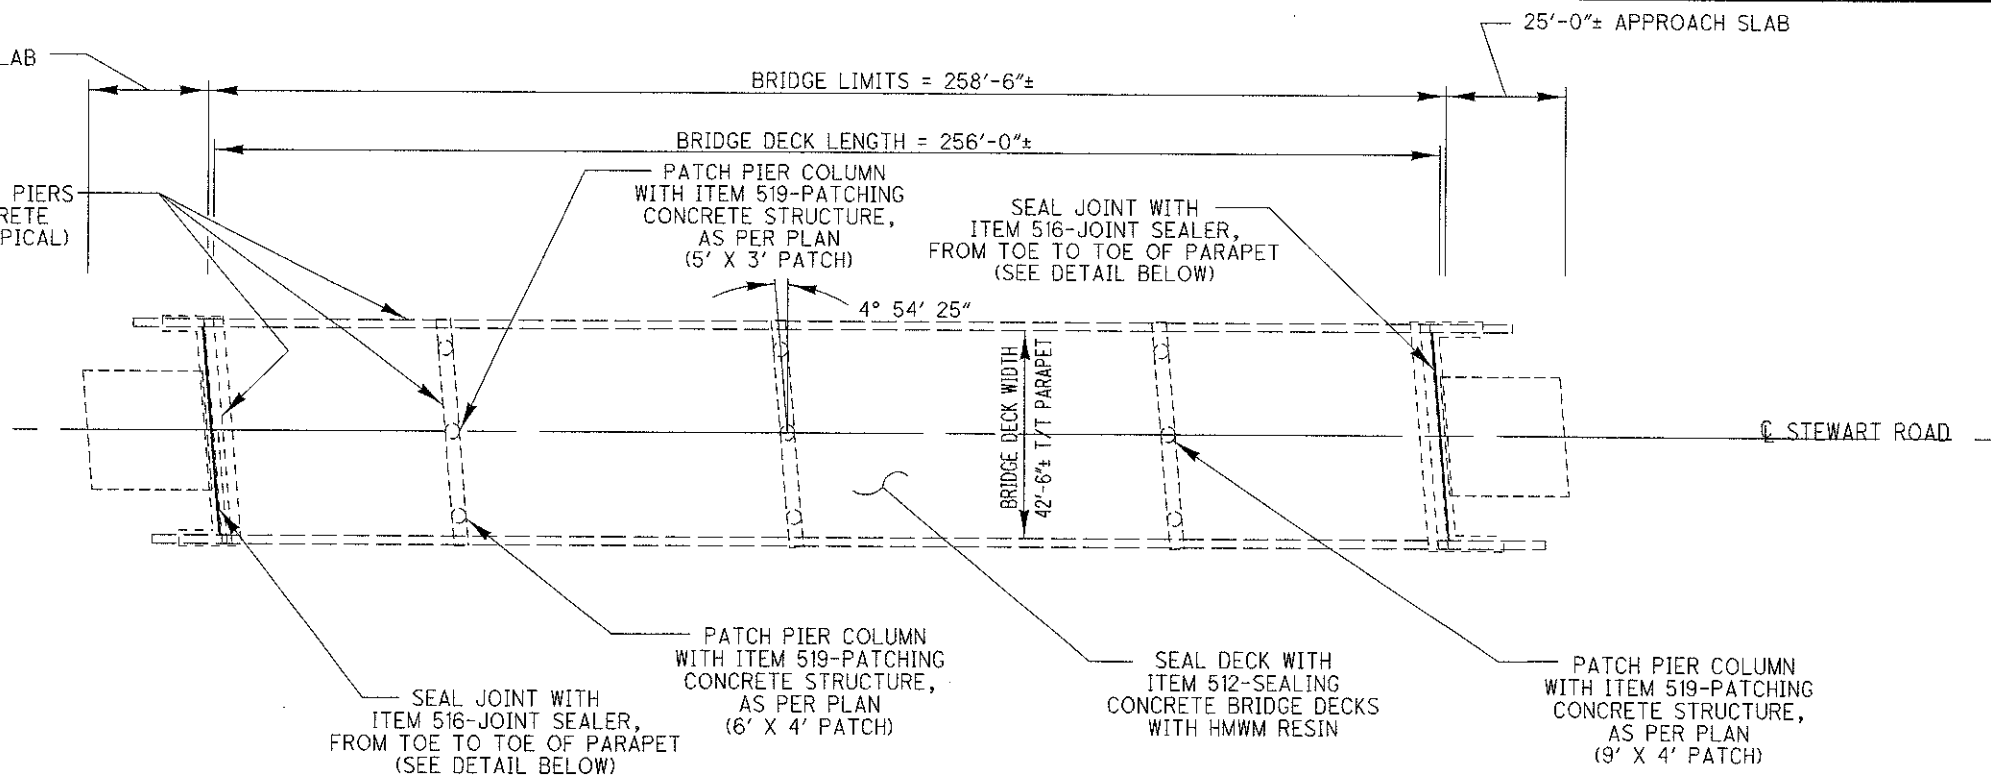 25'-0"± APPROACH SLAB
LAB
BRIDGE LIMITS = 258'-6"±
BRIDGE DECK LENGTH = 256'-0"±
PIERS
RETE
PICAL)
PATCH PIER COLUMN
WITH ITEM 519-PATCHING
CONCRETE STRUCTURE,
AS PER PLAN
(5' X 3' PATCH)
SEAL JOINT WITH
ITEM 516-JOINT SEALER,
FROM TOE TO TOE OF PARAPET
(SEE DETAIL BELOW)
4° 54' 25"
BRIDGE DECK WIDTH
42'-6"± T/T PARAPET
℄ STEWART ROAD
SEAL JOINT WITH
ITEM 516-JOINT SEALER,
FROM TOE TO TOE OF PARAPET
(SEE DETAIL BELOW)
PATCH PIER COLUMN
WITH ITEM 519-PATCHING
CONCRETE STRUCTURE,
AS PER PLAN
(6' X 4' PATCH)
SEAL DECK WITH
ITEM 512-SEALING
CONCRETE BRIDGE DECKS
WITH HMWM RESIN
PATCH PIER COLUMN
WITH ITEM 519-PATCHING
CONCRETE STRUCTURE,
AS PER PLAN
(9' X 4' PATCH)